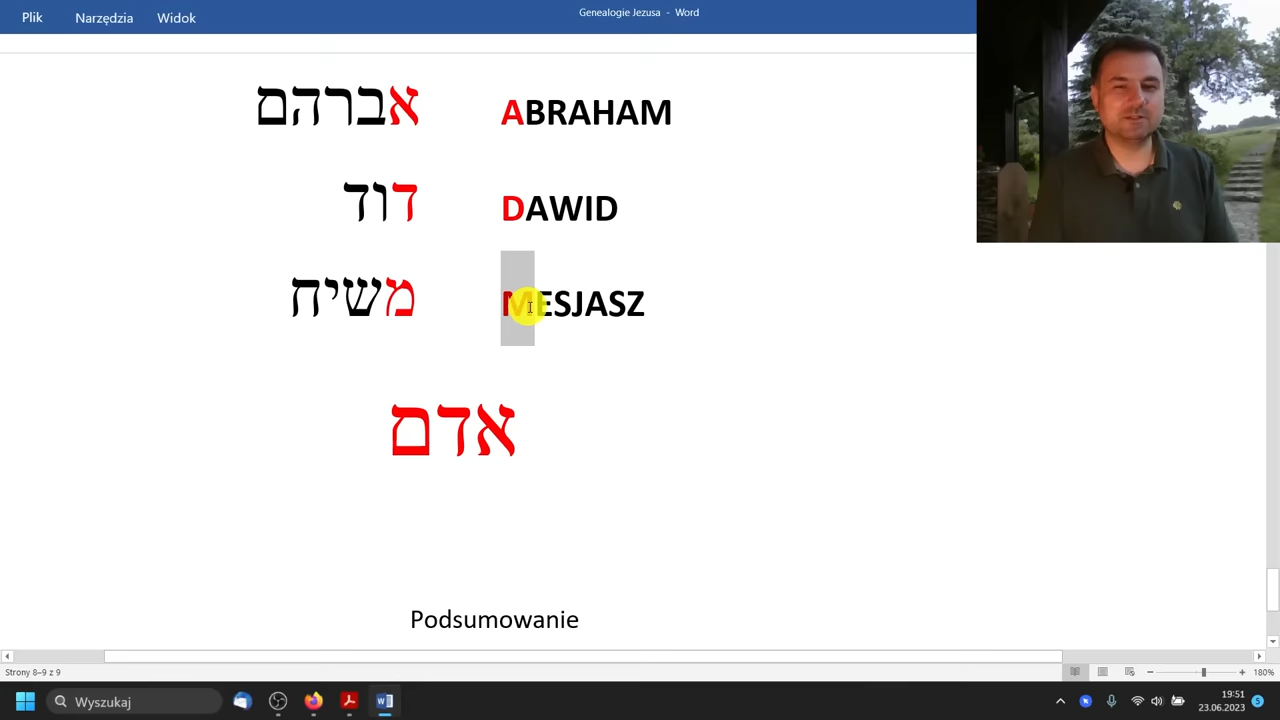 Genealogie Jezusa - Word
Plik Narzędzia Widok
אברהם ABRAHAM
דוד DAWID
משיח MESJASZ
אדם
Podsumowanie
Strony 8–9 z 9 180%
Wyszukaj 19:51
23.06.2023 5